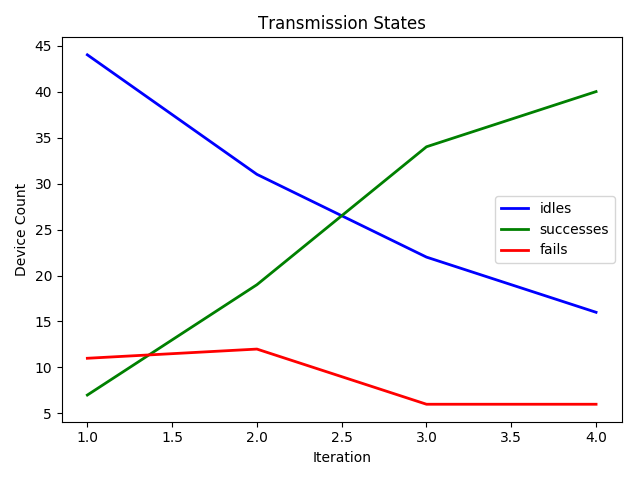 Transmission States
Device Count
45
40
35
30
25
20
15
10
5
idles
successes
fails
1.0 1.5 2.0 2.5 3.0 3.5 4.0
Iteration